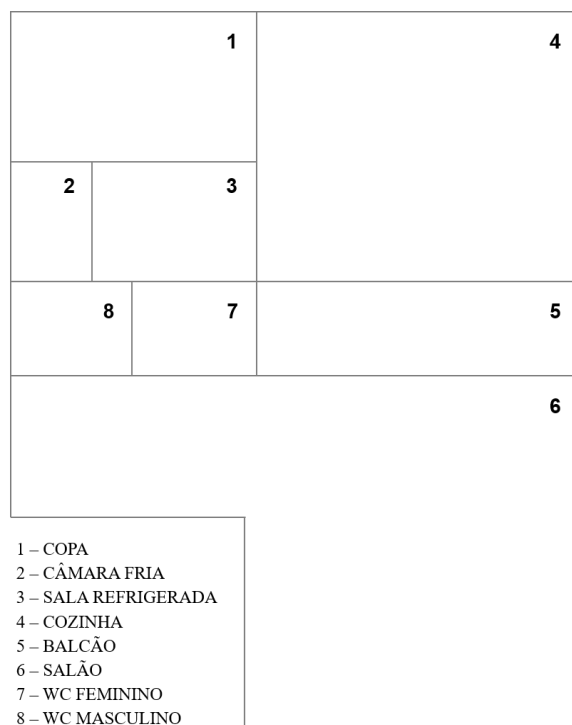 1
4
2
3
8
7
5
6
1 – COPA
2 – CÂMARA FRIA
3 – SALA REFRIGERADA
4 – COZINHA
5 – BALCÃO
6 – SALÃO
7 – WC FEMININO
8 – WC MASCULINO